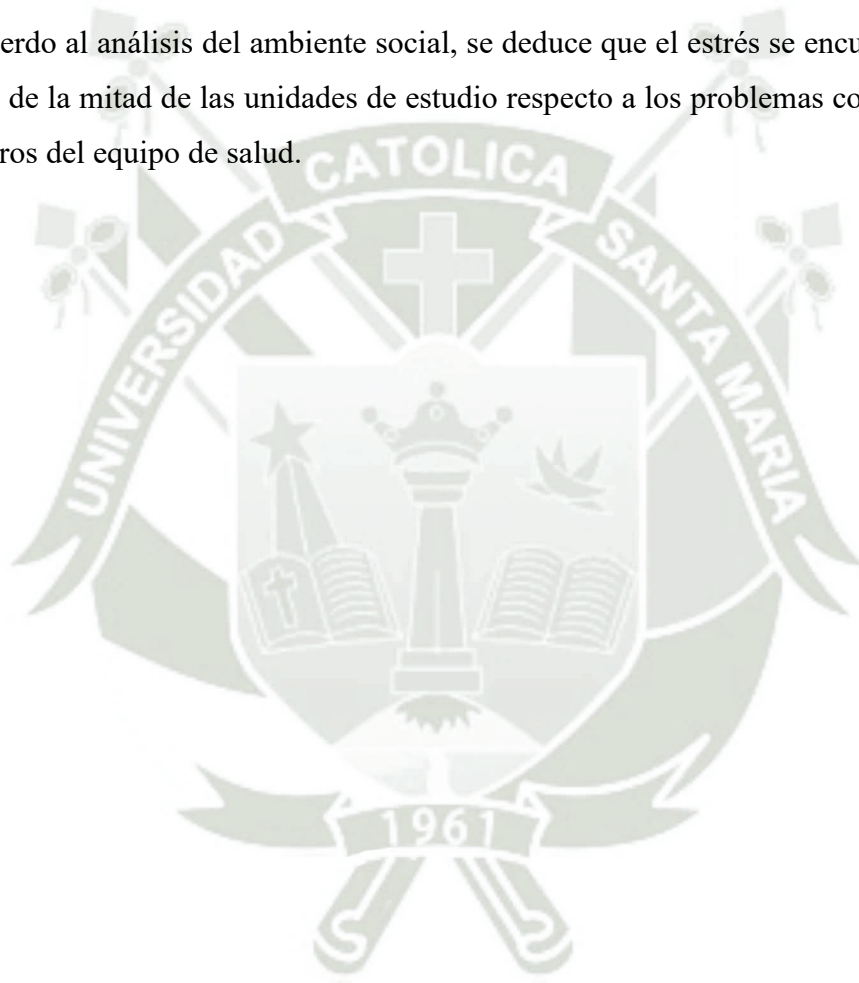 erdo al análisis del ambiente social, se deduce que el estrés se encu
de la mitad de las unidades de estudio respecto a los problemas co
ros del equipo de salud.
UNIVERSIDAD CATOLICA SANTA MARIA
1961